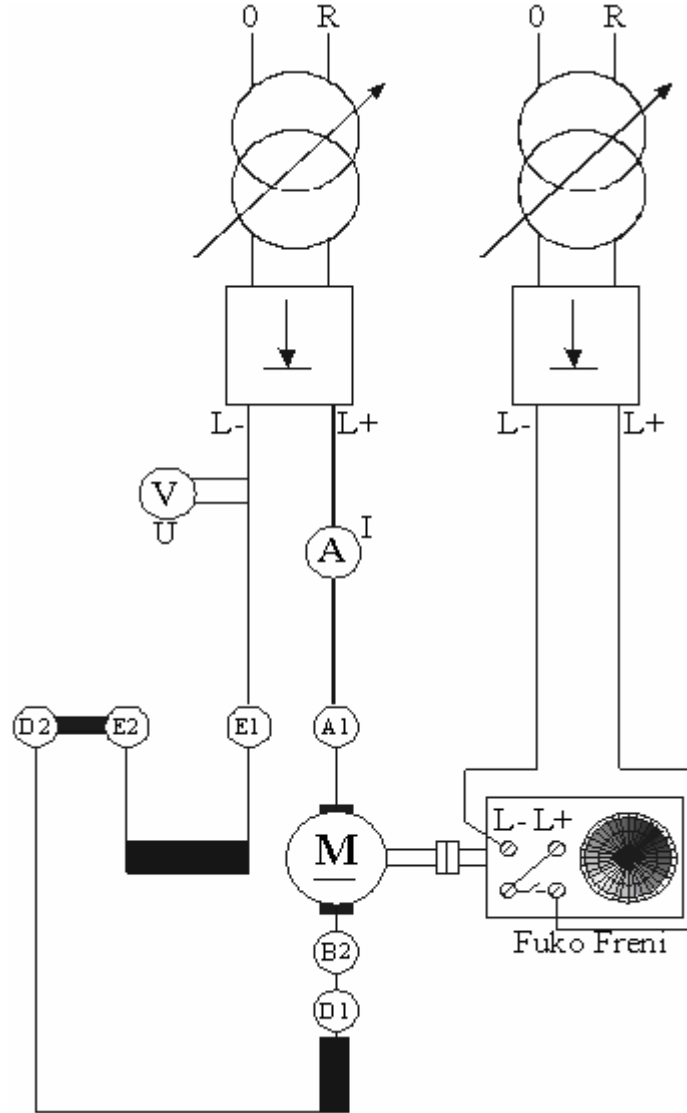 0 R 0 R
L- L+ L- L+
V
U
A I
D2 E2 E1 A1
L- L+
M
Fuko Freni
B2
D1